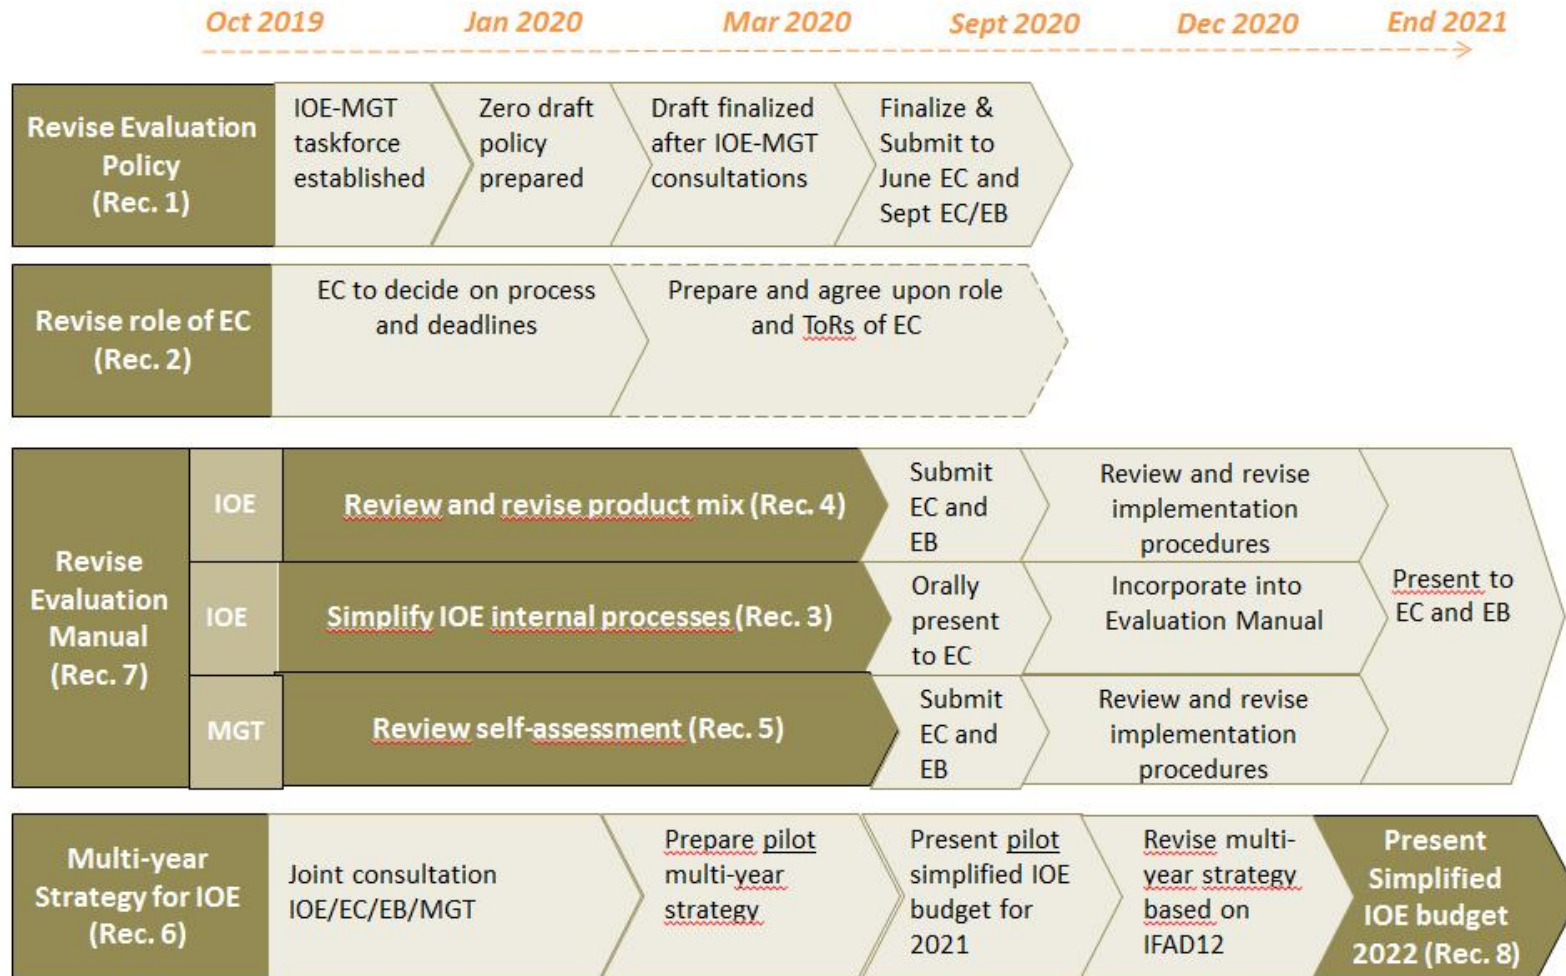 Oct 2019 Jan 2020 Mar 2020 Sept 2020 Dec 2020 End 2021
Revise Evaluation
Policy
(Rec. 1)
IOE-MGT
taskforce
established
Zero draft
policy
prepared
Draft finalized
after IOE-MGT
consultations
Finalize &
Submit to
June EC and
Sept EC/EB
Revise role of EC
(Rec. 2)
EC to decide on process
and deadlines
Prepare and agree upon role
and ToRs of EC
Revise
Evaluation
Manual
(Rec. 7)
IOE
Review and revise product mix (Rec. 4)
Submit
EC and
EB
Review and revise
implementation
procedures
IOE
Simplify IOE internal processes (Rec. 3)
Orally
present
to EC
Incorporate into
Evaluation Manual
MGT
Review self-assessment (Rec. 5)
Submit
EC and
EB
Review and revise
implementation
procedures
Present to
EC and EB
Multi-year
Strategy for IOE
(Rec. 6)
Joint consultation
IOE/EC/EB/MGT
Prepare pilot
multi-year
strategy
Present pilot
simplified IOE
budget for
2021
Revise multi-
year strategy
based on
IFAD12
Present
Simplified
IOE budget
2022 (Rec. 8)